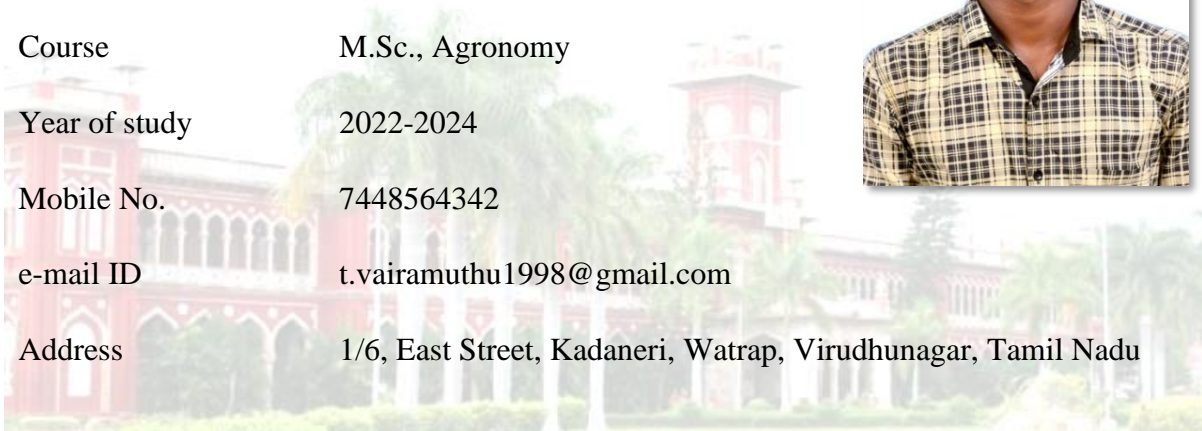 Course M.Sc., Agronomy
Year of study 2022-2024
Mobile No. 7448564342
e-mail ID t.vairamuthu1998@gmail.com
Address 1/6, East Street, Kadaneri, Watrap, Virudhunagar, Tamil Nadu